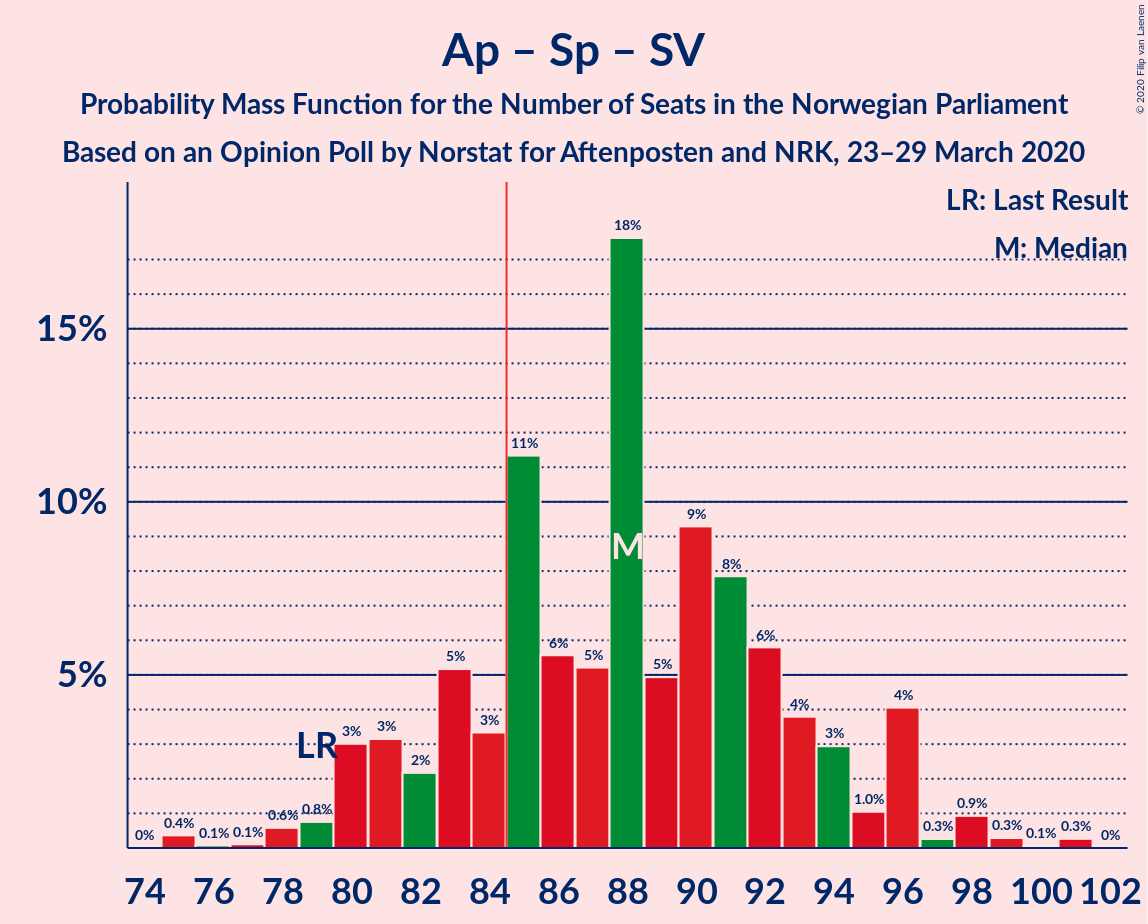 Ap – Sp – SV
Probability Mass Function for the Number of Seats in the Norwegian Parliament
Based on an Opinion Poll by Norstat for Aftenposten and NRK, 23–29 March 2020
© 2020 Filip van Laenen
LR: Last Result
M: Median
15%
10%
5%
0% 0.4% 0.1% 0.1% 0.6% 0.8% 3% 3% 2% 5% 3% 11% 6% 5% 18% 5% 9% 8% 6% 4% 3% 1.0% 4% 0.3% 0.9% 0.3% 0.1% 0.3% 0%
LR
M
74 76 78 80 82 84 86 88 90 92 94 96 98 100 102